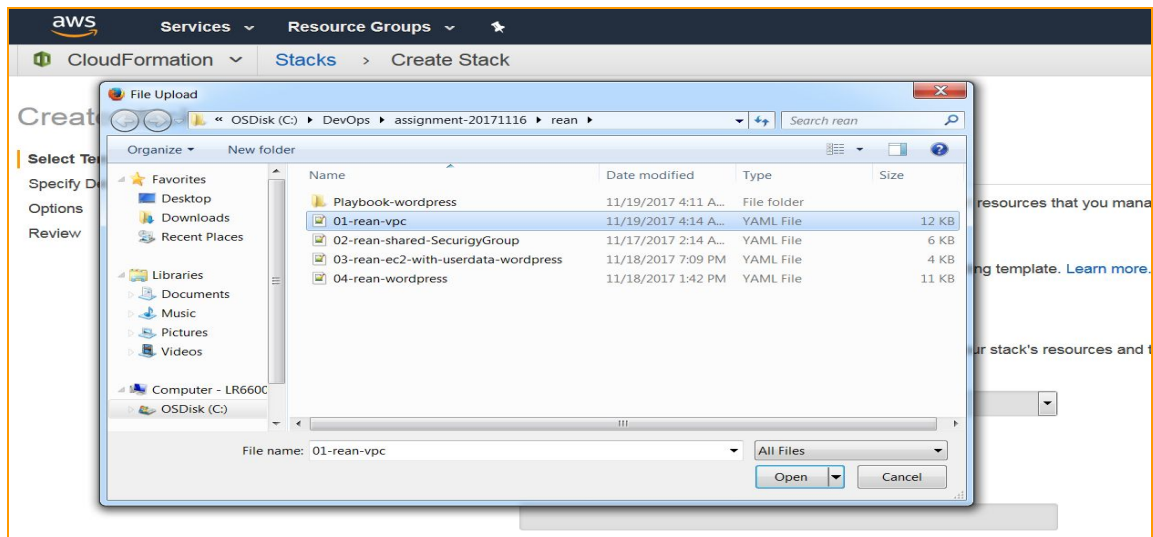 aws Services Resource Groups
CloudFormation Stacks > Create Stack
File Upload
Creat
« OSDisk (C:) ▸ DevOps ▸ assignment-20171116 ▸ rean ▸ Search rean
Organize New folder
Select Te
Specify D
Options
Review
Favorites
Desktop
Downloads
Recent Places
Libraries
Documents
Music
Pictures
Videos
Computer - LR6600
OSDisk (C:)
Name Date modified Type Size
Playbook-wordpress 11/19/2017 4:11 A... File folder
01-rean-vpc 11/19/2017 4:14 A... YAML File 12 KB
02-rean-shared-SecurigyGroup 11/17/2017 2:14 A... YAML File 6 KB
03-rean-ec2-with-userdata-wordpress 11/18/2017 7:09 PM YAML File 4 KB
04-rean-wordpress 11/18/2017 1:42 PM YAML File 11 KB
resources that you mana
ng template. Learn more.
ur stack's resources and t
File name: 01-rean-vpc All Files
Open Cancel